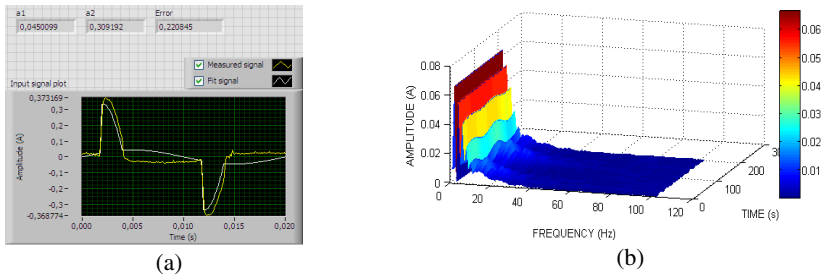 a1 a2 Error
0,0450099 0,309192 0,220845
Measured signal
Fit signal
Input signal plot
0,373169
0,3
0,2
0,1
0
-0,1
-0,2
-0,3
-0,368774
Amplitude (A)
0,000 0,005 0,010 0,015 0,020
Time (s)
(a)
0.08
0.06
0.04
0.02
0
AMPLITUDE (A)
0 20 40 60 80 100 120
FREQUENCY (Hz)
0 100 200 30
TIME (s)
0.06
0.05
0.04
0.03
0.02
0.01
(b)